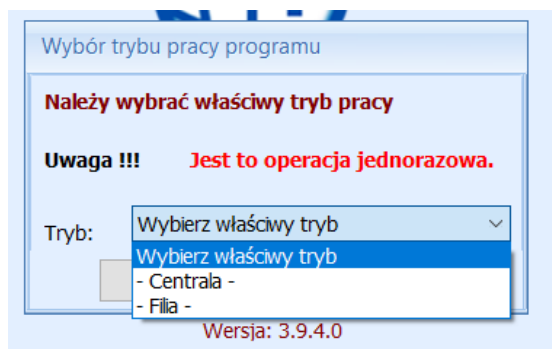 Wybór trybu pracy programu
Należy wybrać właściwy tryb pracy
Uwaga !!! Jest to operacja jednorazowa.
Tryb: Wybierz właściwy tryb
Wybierz właściwy tryb
- Centrala -
- Filia -
Wersja: 3.9.4.0